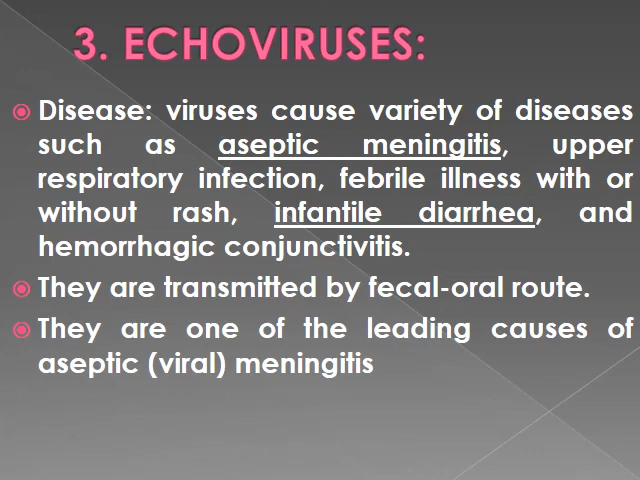 3. ECHOVIRUSES:
Disease: viruses cause variety of diseases
such as aseptic meningitis, upper
respiratory infection, febrile illness with or
without rash, infantile diarrhea, and
hemorrhagic conjunctivitis.
They are transmitted by fecal-oral route.
They are one of the leading causes of
aseptic (viral) meningitis